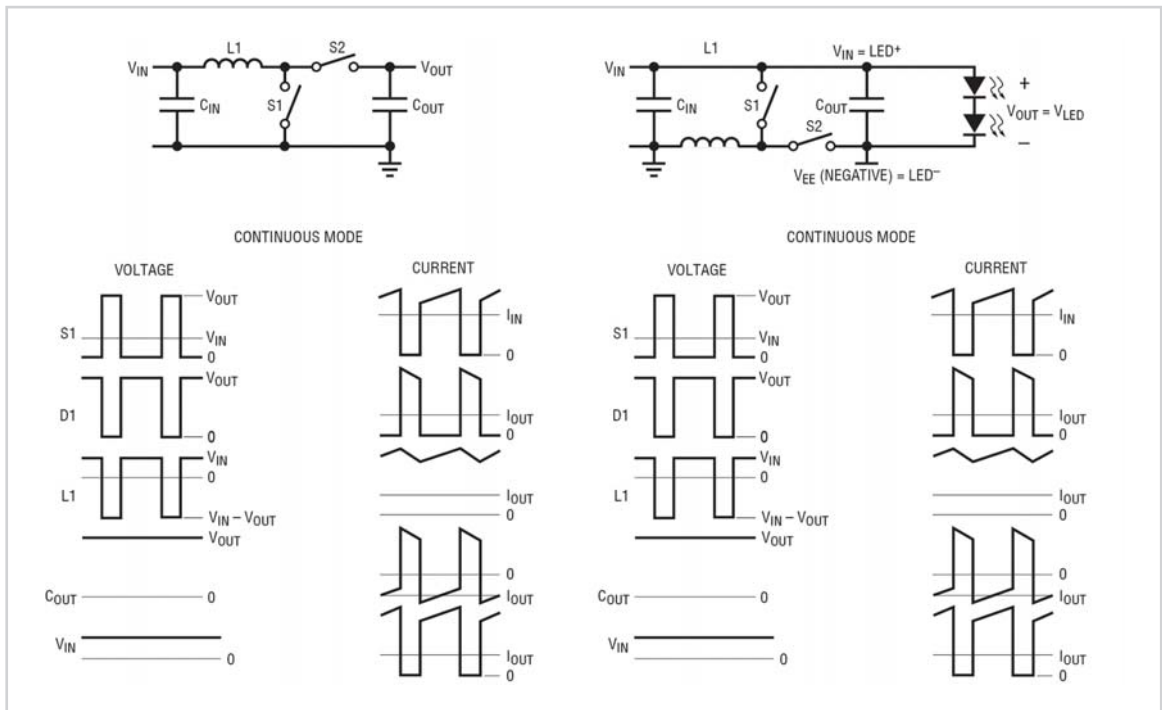 L1
S2
VIN
VOUT
CIN
S1
COUT
L1
VIN = LED+
VIN
CIN
S1
COUT
S2
+
VOUT = VLED
–
VEE (NEGATIVE) = LED–
CONTINUOUS MODE
VOLTAGE
CURRENT
S1
VOUT
VIN
0
IIN
0
D1
VOUT
0
IOUT
0
L1
VIN
0
VIN – VOUT
IOUT
0
COUT
VOUT
0
0
IOUT
VIN
0
IOUT
0
CONTINUOUS MODE
VOLTAGE
CURRENT
S1
VOUT
VIN
0
IIN
0
D1
VOUT
0
IOUT
0
L1
VIN
0
VIN – VOUT
IOUT
0
COUT
VOUT
0
0
IOUT
VIN
0
IOUT
0